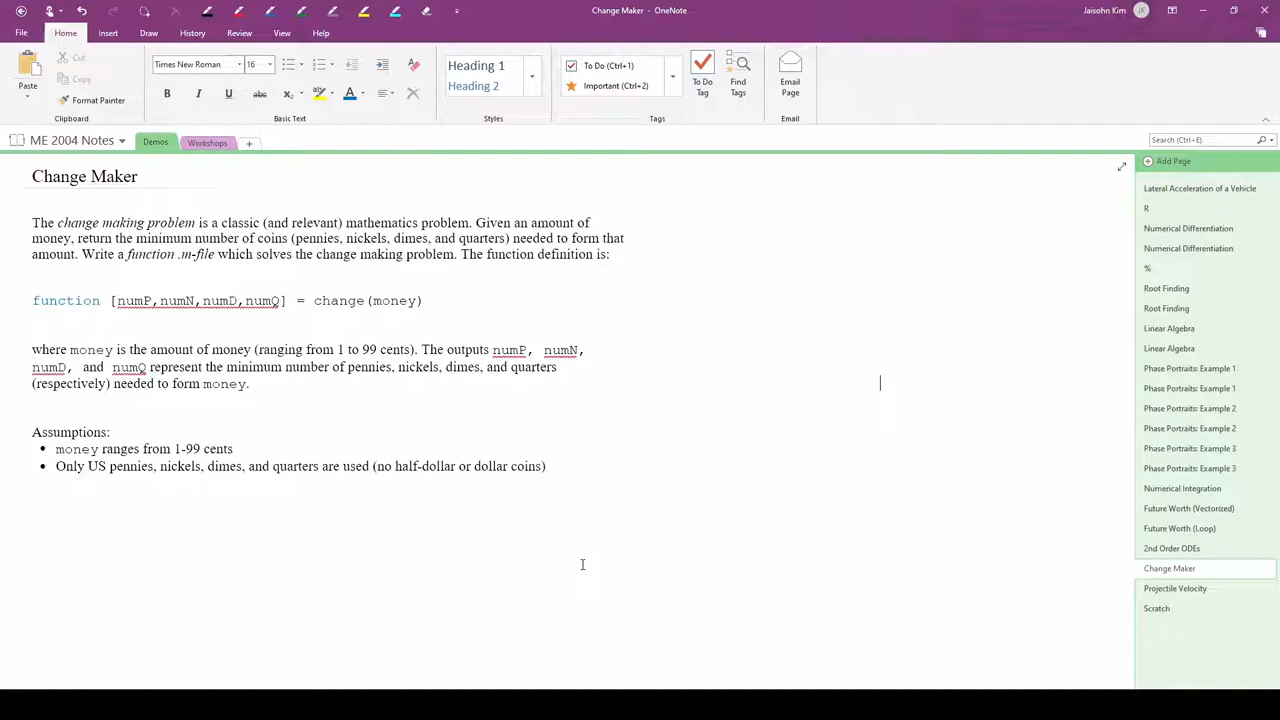 Change Maker - OneNote
Jaisohn Kim JK
File Home Insert Draw History Review View Help
Paste
Cut
Copy
Format Painter
Clipboard
Times New Roman 16
B I U abc x₂ A
Basic Text
Heading 1
Heading 2
Styles
To Do (Ctrl+1)
Important (Ctrl+2)
To Do
Tag
Find
Tags
Tags
Email
Page
Email
ME 2004 Notes Demos Workshops
Search (Ctrl+E)
Change Maker
The change making problem is a classic (and relevant) mathematics problem. Given an amount of
money, return the minimum number of coins (pennies, nickels, dimes, and quarters) needed to form that
amount. Write a function .m-file which solves the change making problem. The function definition is:
function [numP,numN,numD,numQ] = change(money)
where money is the amount of money (ranging from 1 to 99 cents). The outputs numP, numN,
numD, and numQ represent the minimum number of pennies, nickels, dimes, and quarters
(respectively) needed to form money.
Assumptions:
• money ranges from 1-99 cents
• Only US pennies, nickels, dimes, and quarters are used (no half-dollar or dollar coins)
Add Page
Lateral Acceleration of a Vehicle
R
Numerical Differentiation
Numerical Differentiation
%
Root Finding
Root Finding
Linear Algebra
Linear Algebra
Phase Portraits: Example 1
Phase Portraits: Example 1
Phase Portraits: Example 2
Phase Portraits: Example 2
Phase Portraits: Example 3
Phase Portraits: Example 3
Numerical Integration
Future Worth (Vectorized)
Future Worth (Loop)
2nd Order ODEs
Change Maker
Projectile Velocity
Scratch